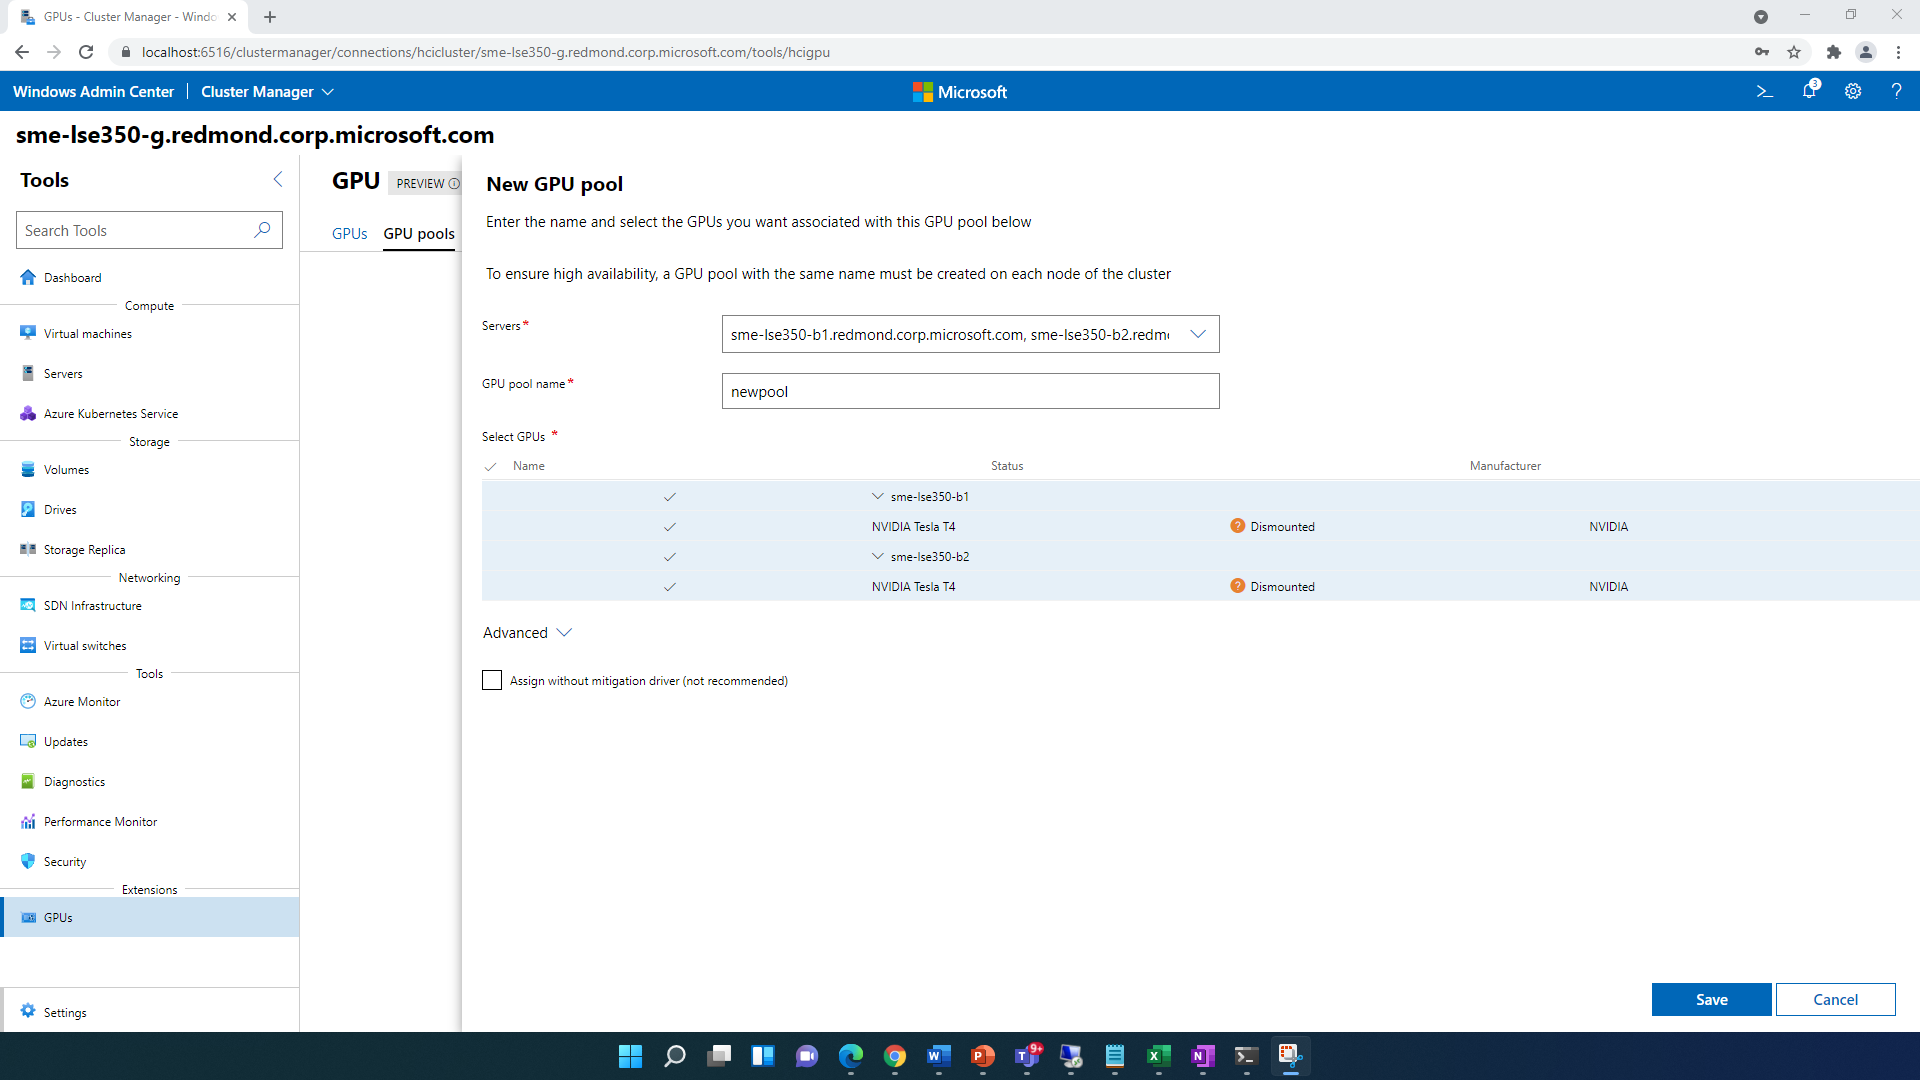 GPUs - Cluster Manager - Windo
localhost:6516/clustermanager/connections/hcicluster/sme-lse350-g.redmond.corp.microsoft.com/tools/hcigpu
Windows Admin Center
Cluster Manager
Microsoft
3
sme-lse350-g.redmond.corp.microsoft.com
Tools
Search Tools
Dashboard
Compute
Virtual machines
Servers
Azure Kubernetes Service
Storage
Volumes
Drives
Storage Replica
Networking
SDN Infrastructure
Virtual switches
Tools
Azure Monitor
Updates
Diagnostics
Performance Monitor
Security
Extensions
GPUs
Settings
GPU
PREVIEW
GPUs
GPU pools
New GPU pool
Enter the name and select the GPUs you want associated with this GPU pool below
To ensure high availability, a GPU pool with the same name must be created on each node of the cluster
Servers*
sme-lse350-b1.redmond.corp.microsoft.com, sme-lse350-b2.redm
GPU pool name*
newpool
Select GPUs *
Name Status Manufacturer
sme-lse350-b1
NVIDIA Tesla T4 ? Dismounted NVIDIA
sme-lse350-b2
NVIDIA Tesla T4 ? Dismounted NVIDIA
Advanced
Assign without mitigation driver (not recommended)
Save
Cancel
9+